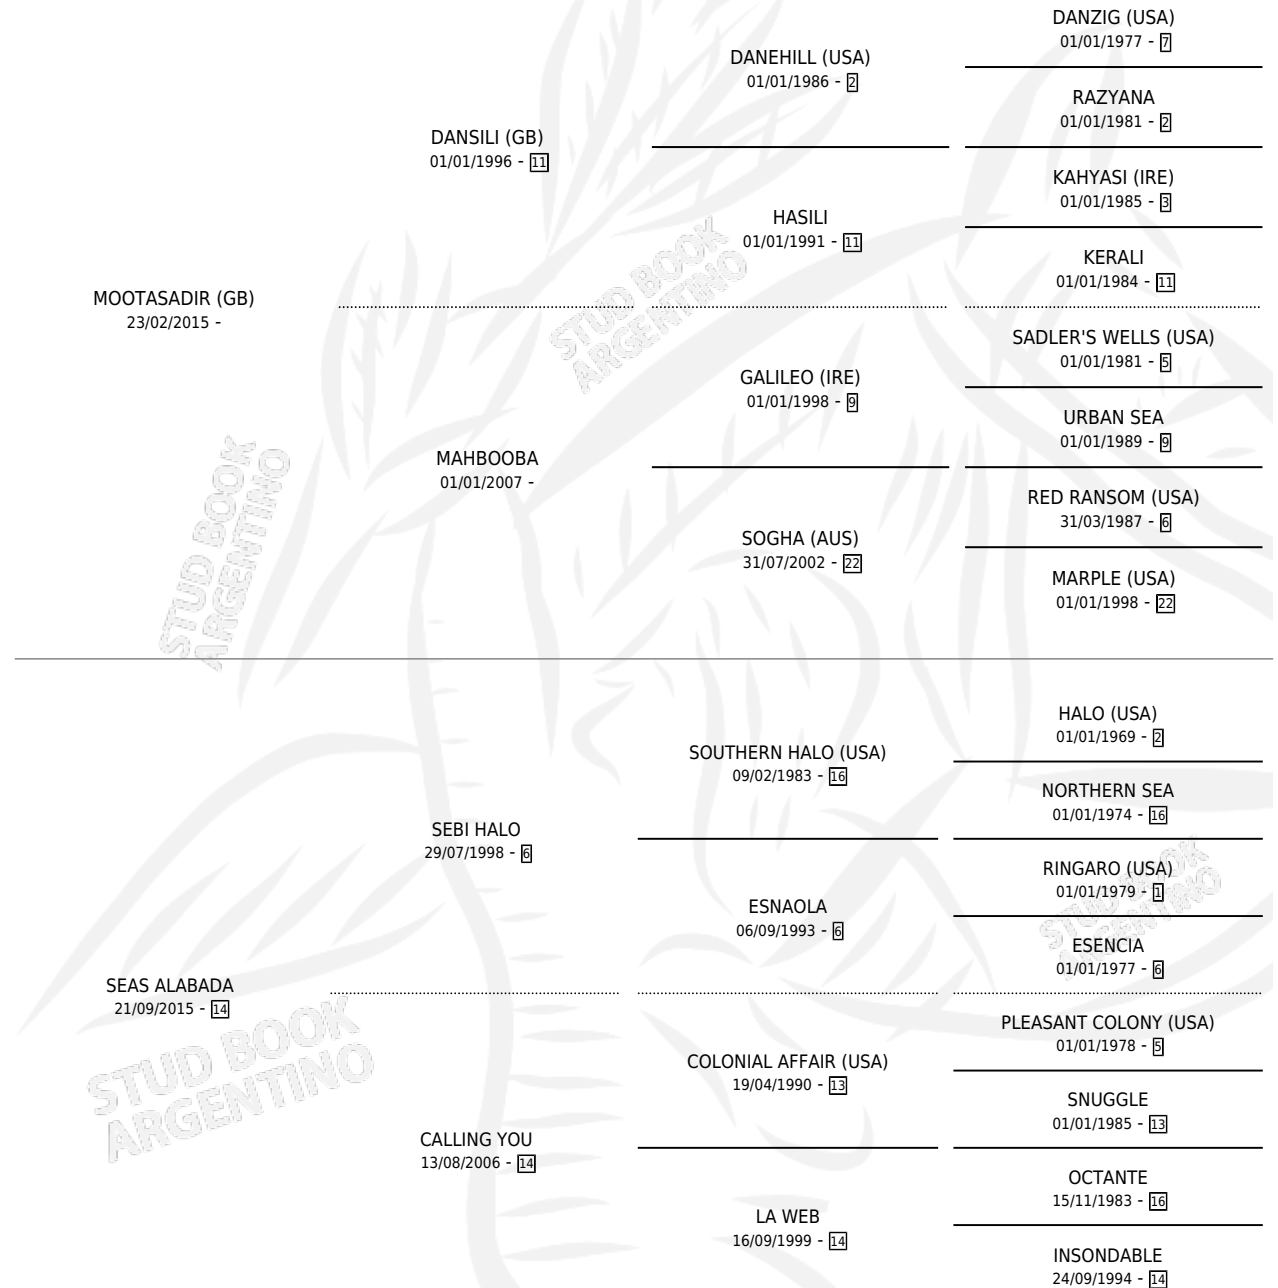 DANZIG (USA)
01/01/1977 - 7
DANEHILL (USA)
01/01/1986 - 2
RAZYANA
01/01/1981 - 2
DANSILI (GB)
01/01/1996 - 11
KAHYASI (IRE)
01/01/1985 - 3
HASILI
01/01/1991 - 11
KERALI
01/01/1984 - 11
MOOTASADIR (GB)
23/02/2015 -
SADLER'S WELLS (USA)
01/01/1981 - 5
GALILEO (IRE)
01/01/1998 - 9
URBAN SEA
01/01/1989 - 9
MAHBOOBA
01/01/2007 -
RED RANSOM (USA)
31/03/1987 - 6
SOGHA (AUS)
31/07/2002 - 22
MARPLE (USA)
01/01/1998 - 22
HALO (USA)
01/01/1969 - 2
SOUTHERN HALO (USA)
09/02/1983 - 16
NORTHERN SEA
01/01/1974 - 16
SEBI HALO
29/07/1998 - 6
RINGARO (USA)
01/01/1979 - 1
ESNAOLA
06/09/1993 - 6
ESENCIA
01/01/1977 - 6
SEAS ALABADA
21/09/2015 - 14
PLEASANT COLONY (USA)
01/01/1978 - 5
COLONIAL AFFAIR (USA)
19/04/1990 - 13
SNUGGLE
01/01/1985 - 13
CALLING YOU
13/08/2006 - 14
OCTANTE
15/11/1983 - 16
LA WEB
16/09/1999 - 14
INSONDABLE
24/09/1994 - 14
STUD BOOK
ARGENTINO
STUD BOOK
ARGENTINO
STUD BOOK
ARGENTINO
STUD BOOK
ARGENTINO